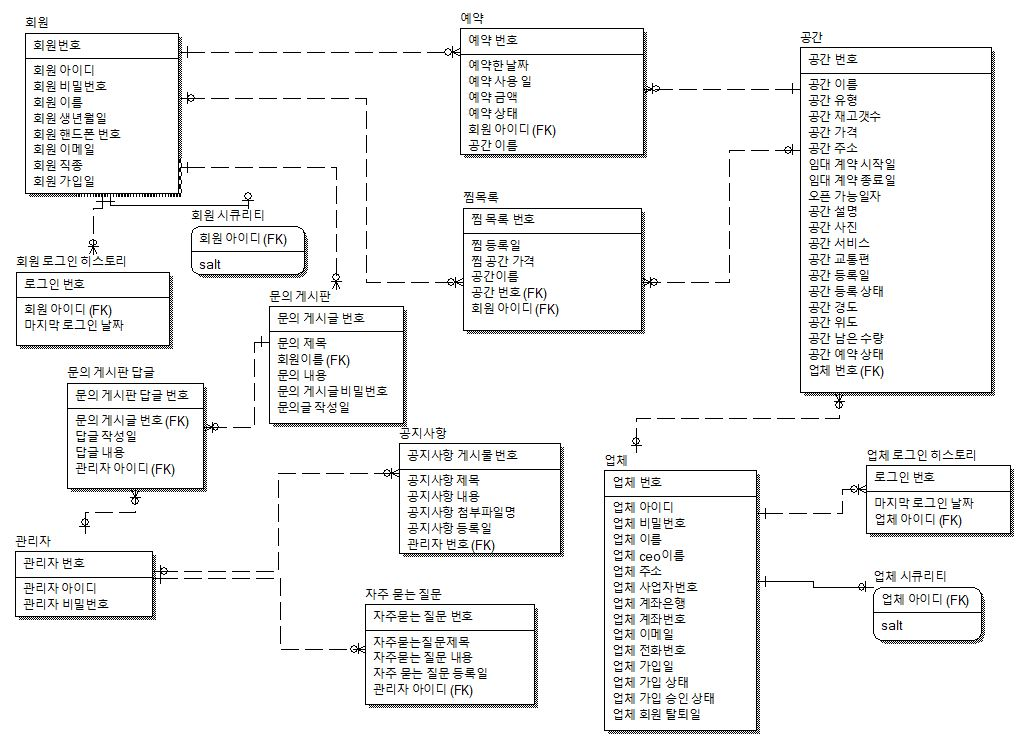 회원
회원번호
회원 아이디
회원 비밀번호
회원 이름
회원 생년월일
회원 핸드폰 번호
회원 이메일
회원 직종
회원 가입일
예약
예약 번호
예약한 날짜
예약 사용 일
예약 금액
예약 상태
회원 아이디 (FK)
공간 이름
공간
공간 번호
공간 이름
공간 유형
공간 재고갯수
공간 가격
공간 주소
임대 계약 시작일
임대 계약 종료일
오픈 가능일자
공간 설명
공간 사진
공간 서비스
공간 교통편
공간 등록일
공간 등록 상태
공간 경도
공간 위도
공간 남은 수량
공간 예약 상태
업체 번호 (FK)
회원 시큐리티
회원 아이디 (FK)
salt
찜목록
찜 목록 번호
찜 등록일
찜 공간 가격
공간이름
공간 번호 (FK)
회원 아이디 (FK)
회원 로그인 히스토리
로그인 번호
회원 아이디 (FK)
마지막 로그인 날짜
문의 게시판
문의 게시글 번호
문의 제목
회원이름 (FK)
문의 내용
문의 게시글 비밀번호
문의글 작성일
문의 게시판 답글
문의 게시판 답글 번호
문의 게시글 번호 (FK)
답글 작성일
답글 내용
관리자 아이디 (FK)
공지사항
공지사항 게시물 번호
공지사항 제목
공지사항 내용
공지사항 첨부파일명
공지사항 등록일
관리자 번호 (FK)
업체
업체 번호
업체 아이디
업체 비밀번호
업체 이름
업체 ceo이름
업체 주소
업체 사업자번호
업체 계좌은행
업체 계좌번호
업체 이메일
업체 전화번호
업체 가입일
업체 가입 상태
업체 가입 승인 상태
업체 회원 탈퇴일
업체 로그인 히스토리
로그인 번호
마지막 로그인 날짜
업체 아이디 (FK)
관리자
관리자 번호
관리자 아이디
관리자 비밀번호
업체 시큐리티
업체 아이디 (FK)
salt
자주 묻는 질문
자주묻는 질문 번호
자주묻는질문제목
자주묻는 질문 내용
자주 묻는 질문 등록일
관리자 아이디 (FK)